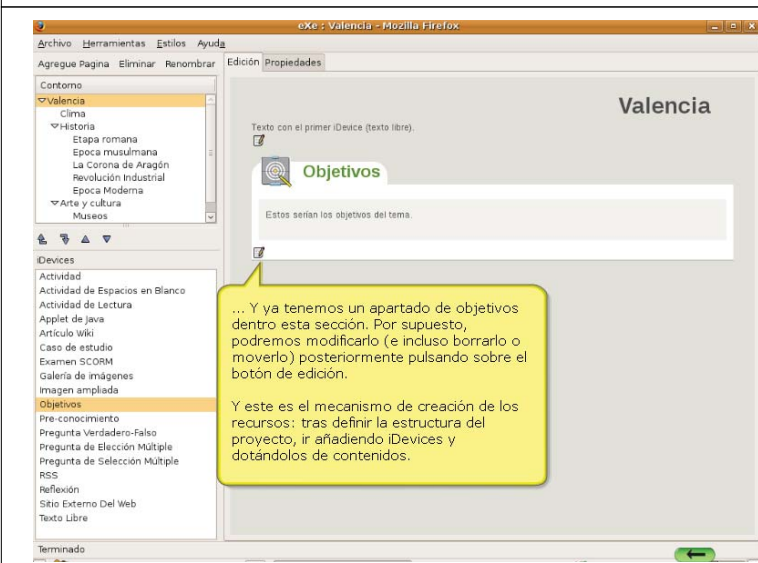 eXe : Valencia - Mozilla Firefox
Archivo Herramientas Estilos Ayuda
Agregue Pagina Eliminar Renombrar
Edición Propiedades
Contorno
Valencia
Clima
Historia
Etapa romana
Epoca musulmana
La Corona de Aragón
Revolución Industrial
Epoca Moderna
Arte y cultura
Museos
iDevices
Actividad
Actividad de Espacios en Blanco
Actividad de Lectura
Applet de Java
Artículo Wiki
Caso de estudio
Examen SCORM
Galería de imágenes
Imagen ampliada
Objetivos
Pre-conocimiento
Pregunta Verdadero-Falso
Pregunta de Elección Múltiple
Pregunta de Selección Múltiple
RSS
Reflexión
Sitio Externo Del Web
Texto Libre
Valencia
Texto con el primer iDevice (texto libre).
Objetivos
Estos serían los objetivos del tema.
... Y ya tenemos un apartado de objetivos
dentro esta sección. Por supuesto,
podremos modificarlo (e incluso borrarlo o
moverlo) posteriormente pulsando sobre el
botón de edición.
Y este es el mecanismo de creación de los
recursos: tras definir la estructura del
proyecto, ir añadiendo iDevices y
dotándolos de contenidos.
Terminado